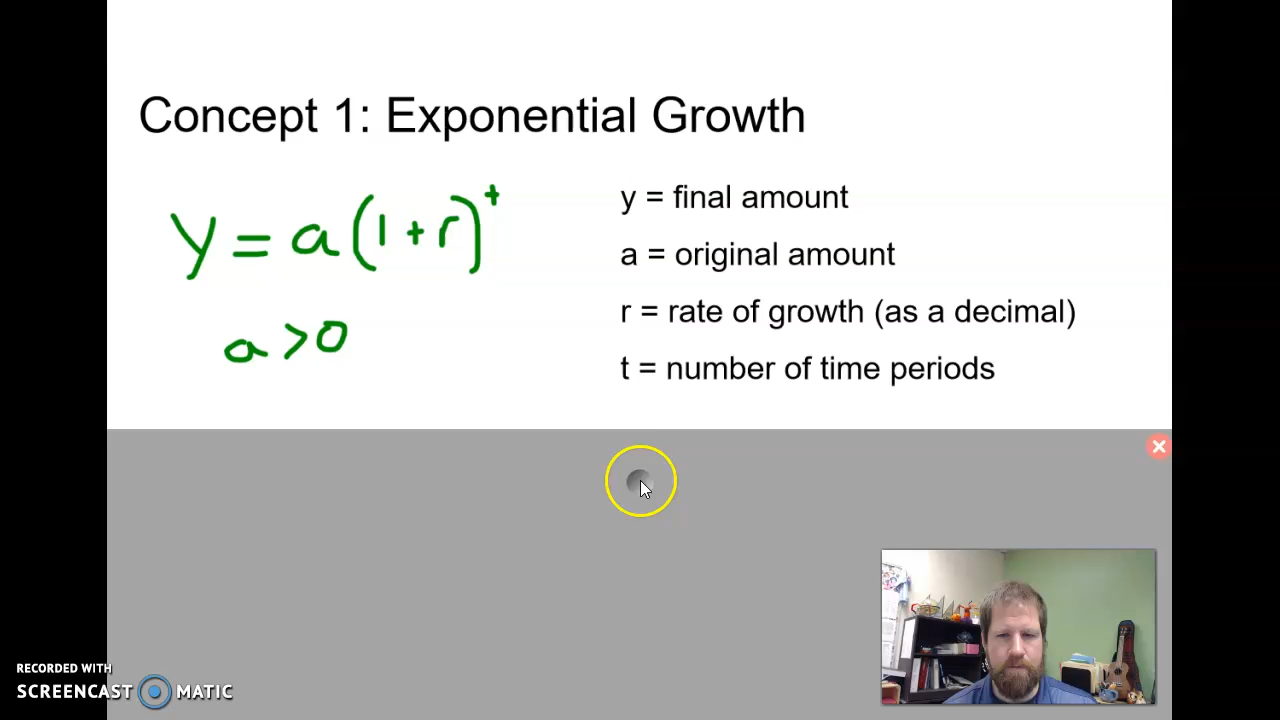 Concept 1: Exponential Growth
y = a(1+r)^t
a > 0
y = final amount
a = original amount
r = rate of growth (as a decimal)
t = number of time periods
RECORDED WITH
SCREENCAST MATIC